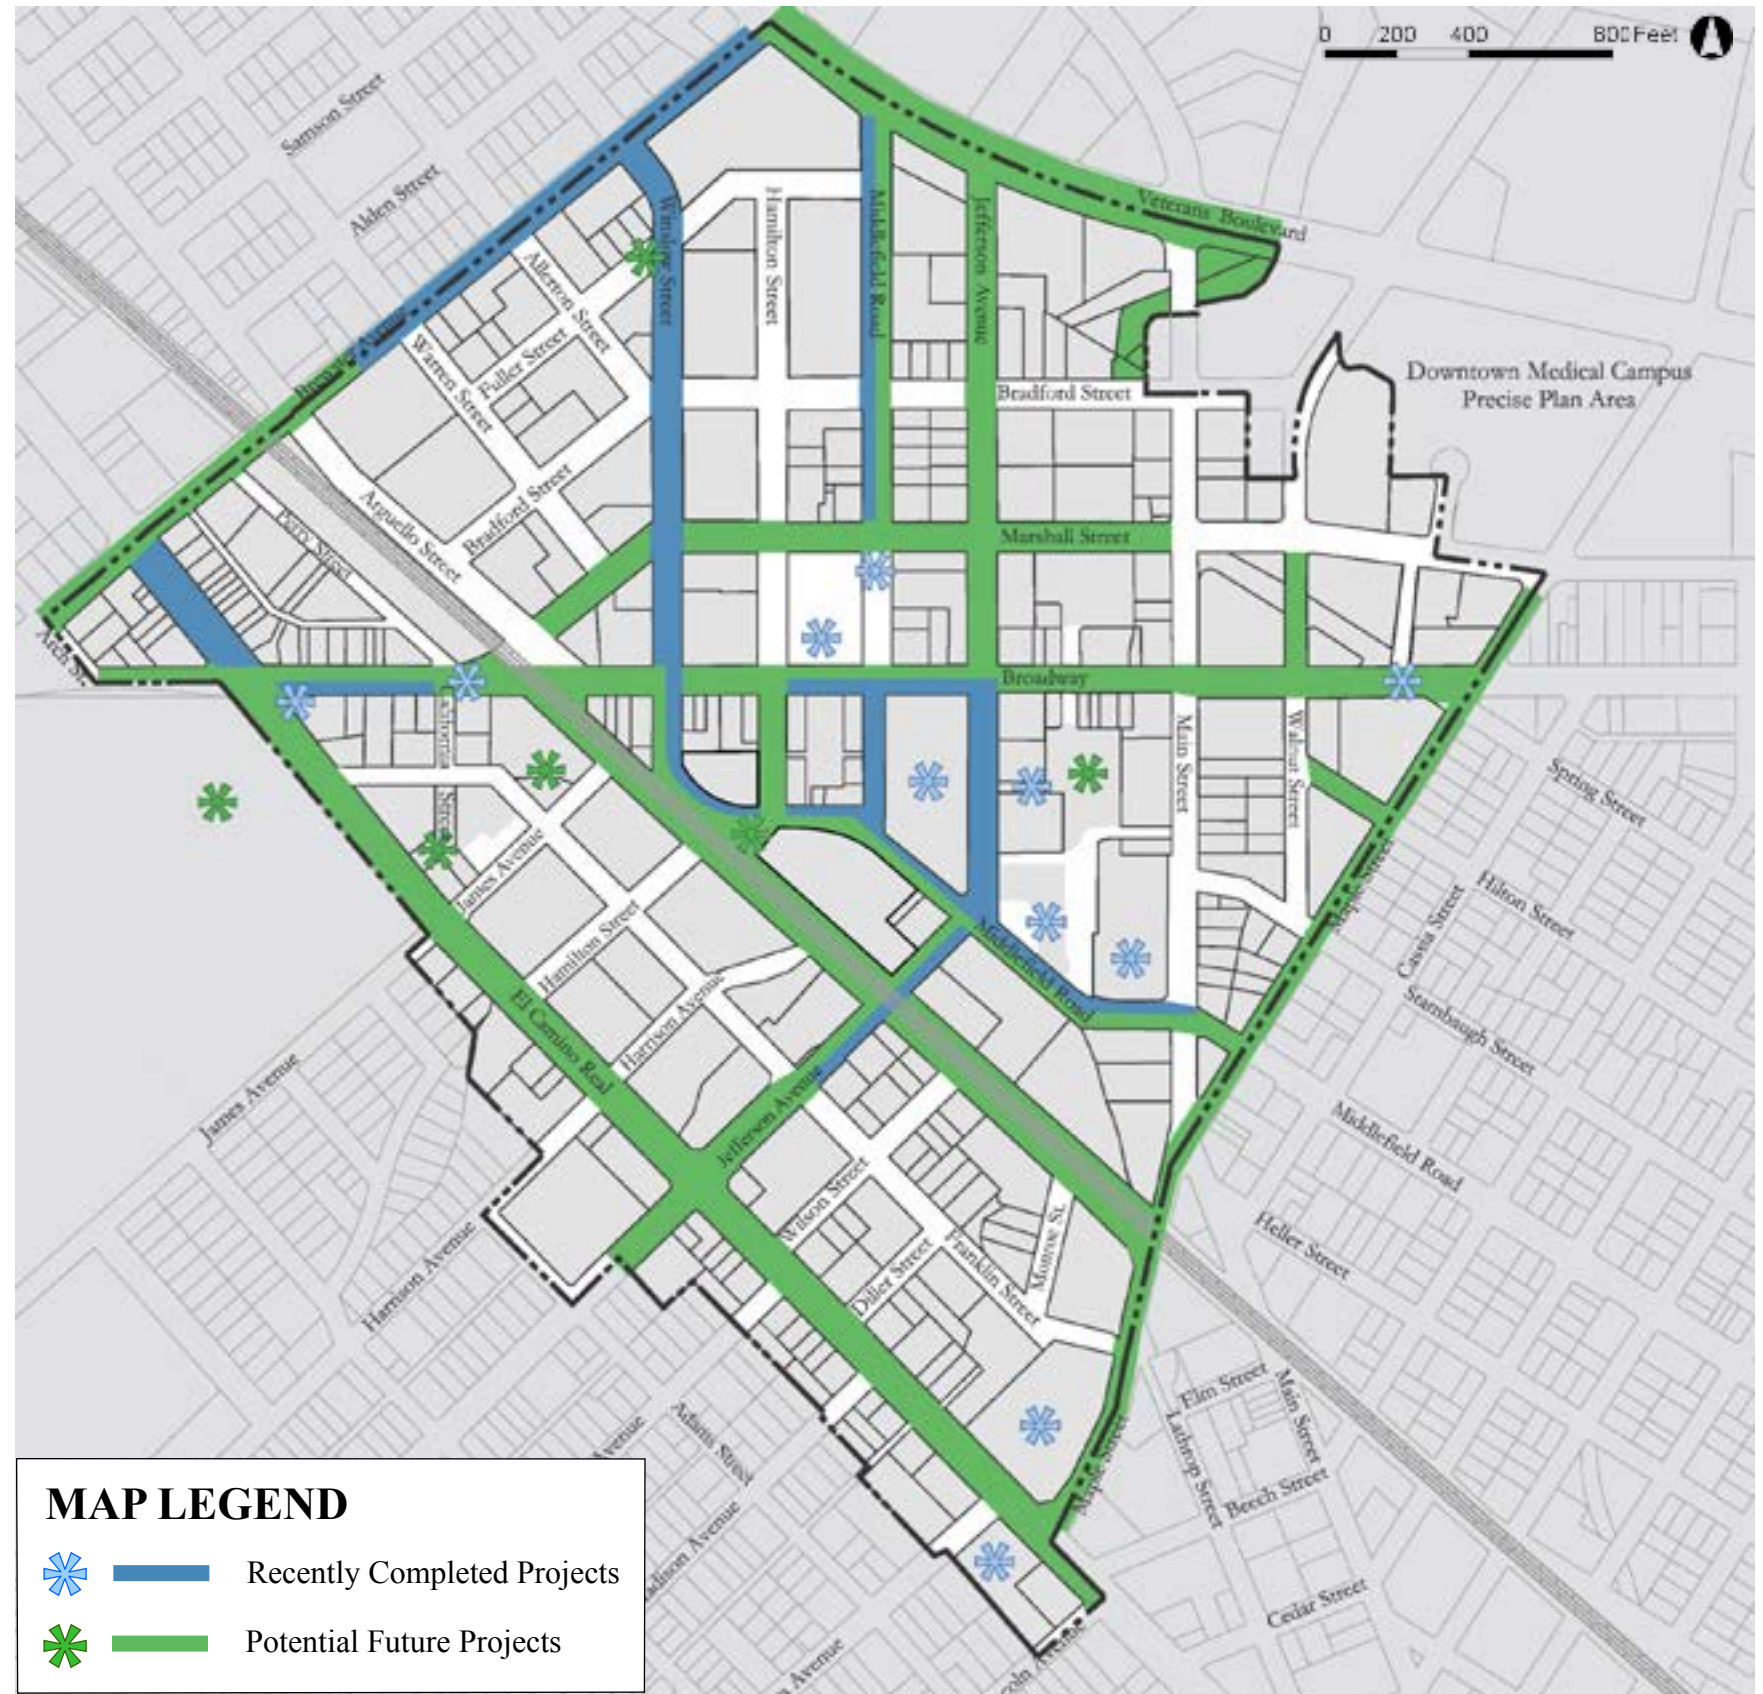 0 200 400 800 Feet
Samson Street
Alden Street
Veterans Boulevard
Winslow Street
Hamilton Street
Middlefield Road
Jefferson Avenue
Allerton Street
Fuller Street
Warren Street
Brewster Avenue
Downtown Medical Campus
Precise Plan Area
Bradford Street
Bradford Street
Arguello Street
Perry Street
Marshall Street
Arch St.
Broadway
California
Street
Main Street
Walnut Street
Spring Street
Maple Street
Hilton Street
Cassia Street
Stambaugh Street
James Avenue
Hamilton Street
Harrison Avenue
El Camino Real
Middlefield Road
Jefferson Avenue
James Avenue
Middlefield Road
Heller Street
Harrison Avenue
Wilson Street
Diller Street
Franklin Street
Monroe St.
Elm Street
Main Street
Lathrop Street
Beech Street
Maple Street
Adams Street
Avenue
Avenue
Cedar Street
Avenue
MAP LEGEND
Recently Completed Projects
Potential Future Projects